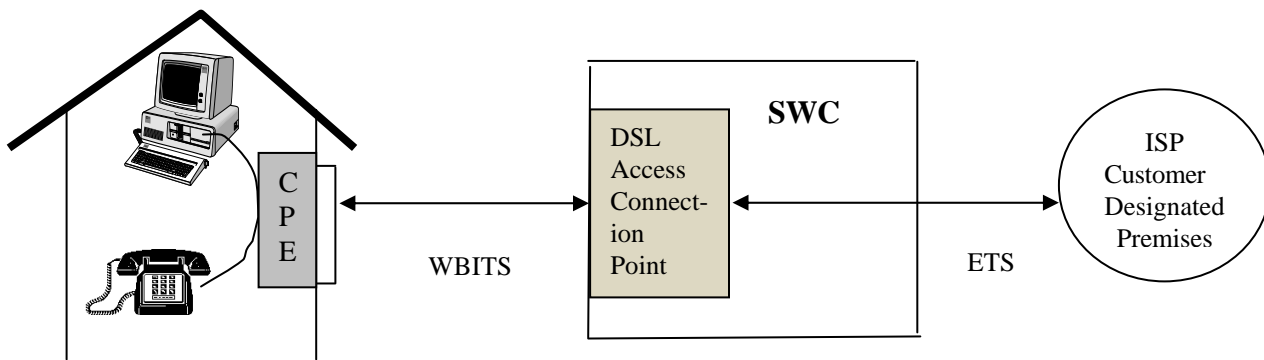 C
P
E
WBITS
DSL
Access
Connect-
ion
Point
SWC
ETS
ISP
Customer
Designated
Premises